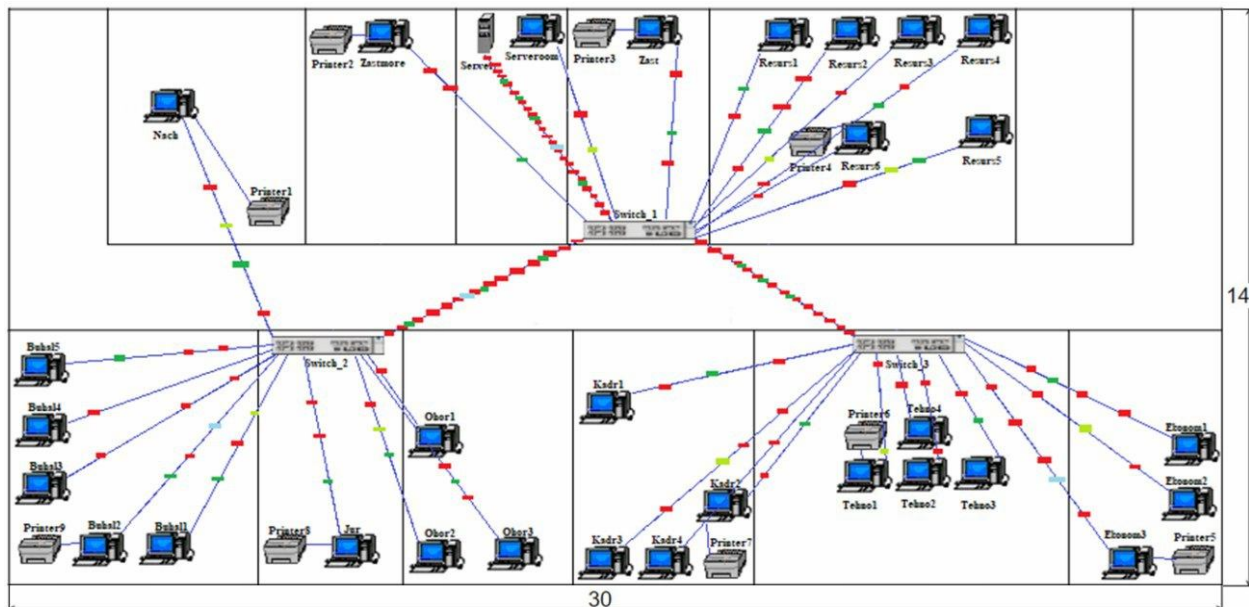 Printer2
Zastmore
Server
Serveroom
Printer3
Zast
Resurs1
Resurs2
Resurs3
Resurs4
Nach
Printer4
Resurs6
Resurs5
Printer1
Switch_1
14
Switch_2
Switch_3
Buhal5
Kadr1
Buhal4
Obor1
Printer6
Tehno4
Ekonom1
Buhal3
Kadr2
Tehno1
Tehno2
Tehno3
Ekonom2
Printer9
Buhal2
Buhal1
Printer8
Jur
Obor2
Obor3
Kadr3
Kadr4
Printer7
Ekonom3
Printer5
30